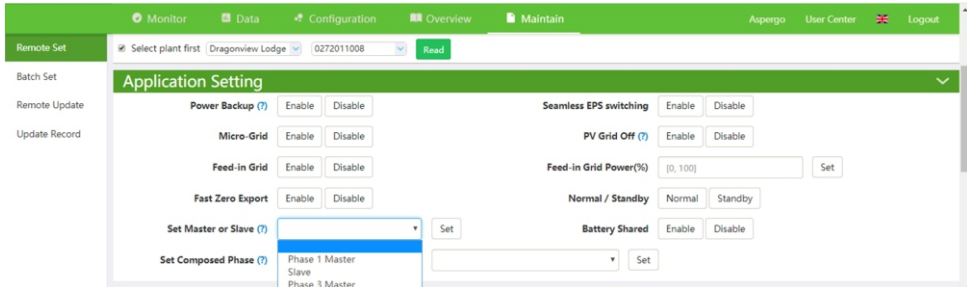 Monitor Data Configuration Overview Maintain Aspergo User Center Logout
Remote Set
Select plant first Dragonview Lodge 0272011008 Read
Batch Set
Application Setting
Remote Update
Power Backup (?) Enable Disable Seamless EPS switching Enable Disable
Update Record
Micro-Grid Enable Disable PV Grid Off (?) Enable Disable
Feed-in Grid Enable Disable Feed-in Grid Power(%) [0, 100] Set
Fast Zero Export Enable Disable Normal / Standby Normal Standby
Set Master or Slave (?) Set Battery Shared Enable Disable
Set Composed Phase (?) Set
Phase 1 Master
Slave
Phase 3 Master